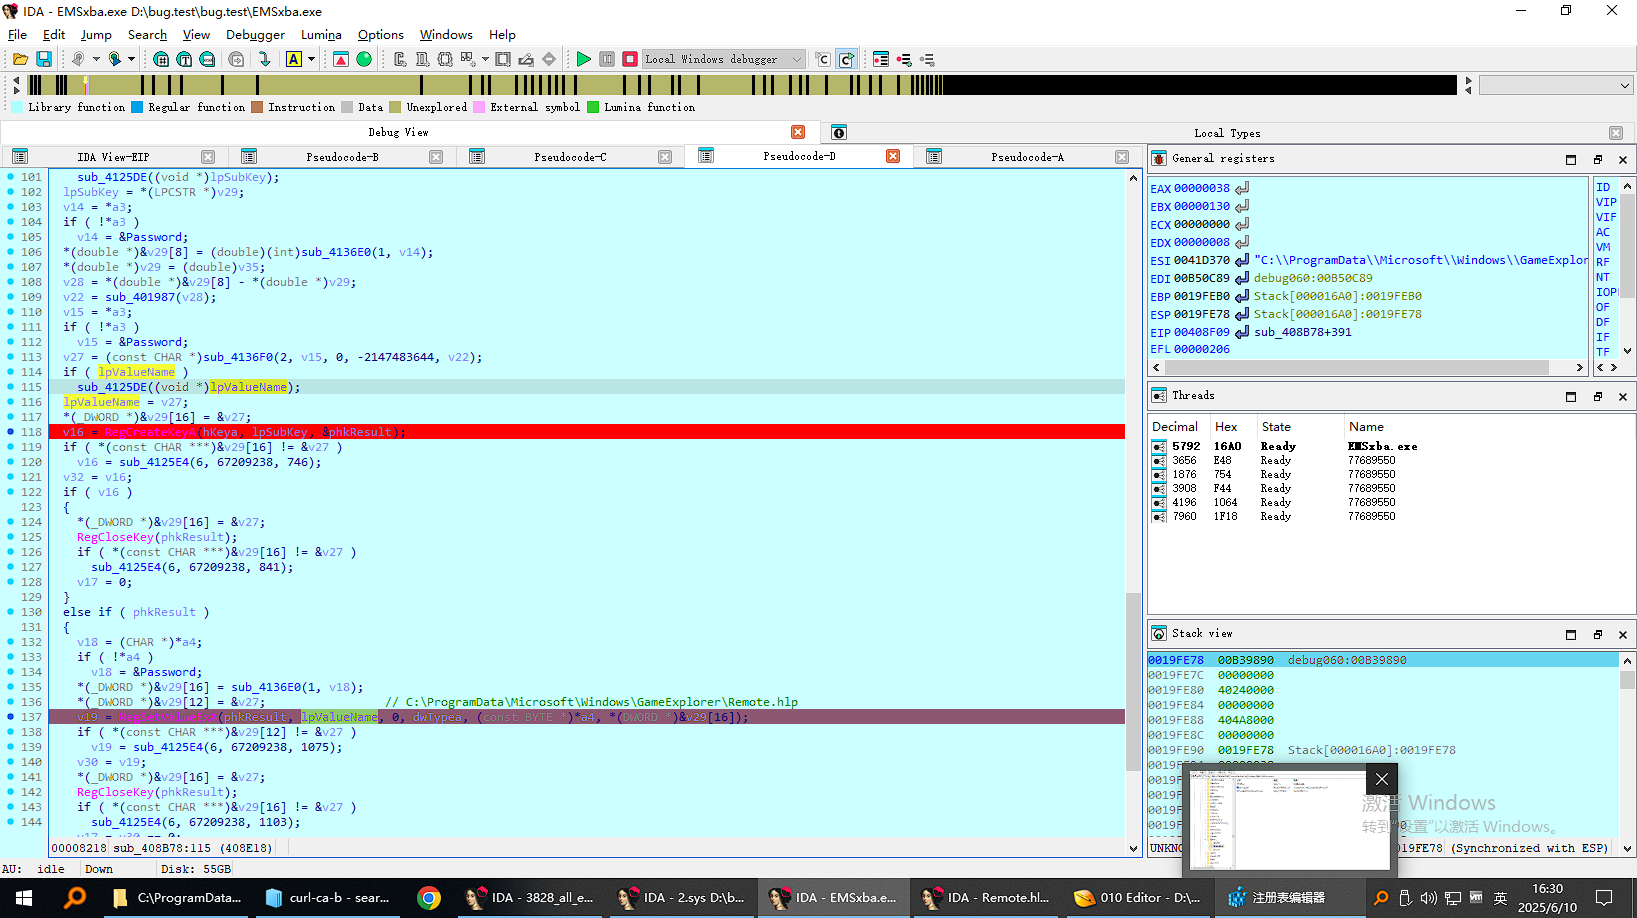 IDA - EMSxba.exe D:\bug.test\bug.test\EMSxba.exe
File Edit Jump Search View Debugger Lumina Options Windows Help
Local Windows debugger
Library function Regular function Instruction Data Unexplored External symbol Lumina function
Debug View Local Types
IDA View-EIP Pseudocode-B Pseudocode-C Pseudocode-D Pseudocode-A
101 sub_4125DE((void *)lpSubKey);
102 lpSubKey = *(LPCSTR *)v29;
103 v14 = *a3;
104 if ( !*a3 )
105 v14 = &Password;
106 *(double *)&v29[8] = (double)(int)sub_4136E0(1, v14);
107 *(double *)v29 = (double)v35;
108 v28 = *(double *)&v29[8] - *(double *)v29;
109 v22 = sub_401987(v28);
110 v15 = *a3;
111 if ( !*a3 )
112 v15 = &Password;
113 v27 = (const CHAR *)sub_4136F0(2, v15, 0, -2147483644, v22);
114 if ( lpValueName )
115 sub_4125DE((void *)lpValueName);
116 lpValueName = v27;
117 *(_DWORD *)&v29[16] = &v27;
118 v16 = RegCreateKeyA(hKeya, lpSubKey, &phkResult);
119 if ( *(const CHAR ***)&v29[16] != &v27 )
120 v16 = sub_4125E4(6, 67209238, 746);
121 v32 = v16;
122 if ( v16 )
123 {
124 *(_DWORD *)&v29[16] = &v27;
125 RegCloseKey(phkResult);
126 if ( *(const CHAR ***)&v29[16] != &v27 )
127 sub_4125E4(6, 67209238, 841);
128 v17 = 0;
129 }
130 else if ( phkResult )
131 {
132 v18 = (CHAR *)*a4;
133 if ( !*a4 )
134 v18 = &Password;
135 *(_DWORD *)&v29[16] = sub_4136E0(1, v18);
136 *(_DWORD *)&v29[12] = &v27; // C:\ProgramData\Microsoft\Windows\GameExplorer\Remote.hlp
137 v19 = RegSetValueExA(phkResult, lpValueName, 0, dwTypea, (const BYTE *)*a4, *(DWORD *)&v29[16]);
138 if ( *(const CHAR ***)&v29[12] != &v27 )
139 v19 = sub_4125E4(6, 67209238, 1075);
140 v30 = v19;
141 *(_DWORD *)&v29[16] = &v27;
142 RegCloseKey(phkResult);
143 if ( *(const CHAR ***)&v29[16] != &v27 )
144 sub_4125E4(6, 67209238, 1103);
v17 = v30 == 0;
00008218 sub_408B78:115 (408E18)
AU: idle Down Disk: 55GB
General registers
EAX 00000038
EBX 00000130
ECX 00000000
EDX 00000008
ESI 0041D370 "C:\\ProgramData\\Microsoft\\Windows\\GameExplor
EDI 00B50C89 debug060:00B50C89
EBP 0019FEB0 Stack[000016A0]:0019FEB0
ESP 0019FE78 Stack[000016A0]:0019FE78
EIP 00408F09 sub_408B78+391
EFL 00000206
ID
VIP
VIF
AC
VM
RF
NT
IOP
OF
DF
IF
TF
Threads
Decimal Hex State Name
5792 16A0 Ready EMSxba.exe
3656 E48 Ready 77689550
1876 754 Ready 77689550
3908 F44 Ready 77689550
4196 1064 Ready 77689550
7960 1F18 Ready 77689550
Stack view
0019FE78 00B39890 debug060:00B39890
0019FE7C 00000000
0019FE80 40240000
0019FE84 00000000
0019FE88 404A8000
0019FE8C 00000000
0019FE90 0019FE78 Stack[000016A0]:0019FE78
UNKNO 019FE78 (Synchronized with ESP)
激活 Windows
转到"设置"以激活 Windows。
C:\ProgramData... curl-ca-b - sear... IDA - 3828_all_e... IDA - 2.sys D:\b... IDA - EMSxba.e... IDA - Remote.hl... 010 Editor - D:\... 注册表编辑器 英 16:30
2025/6/10